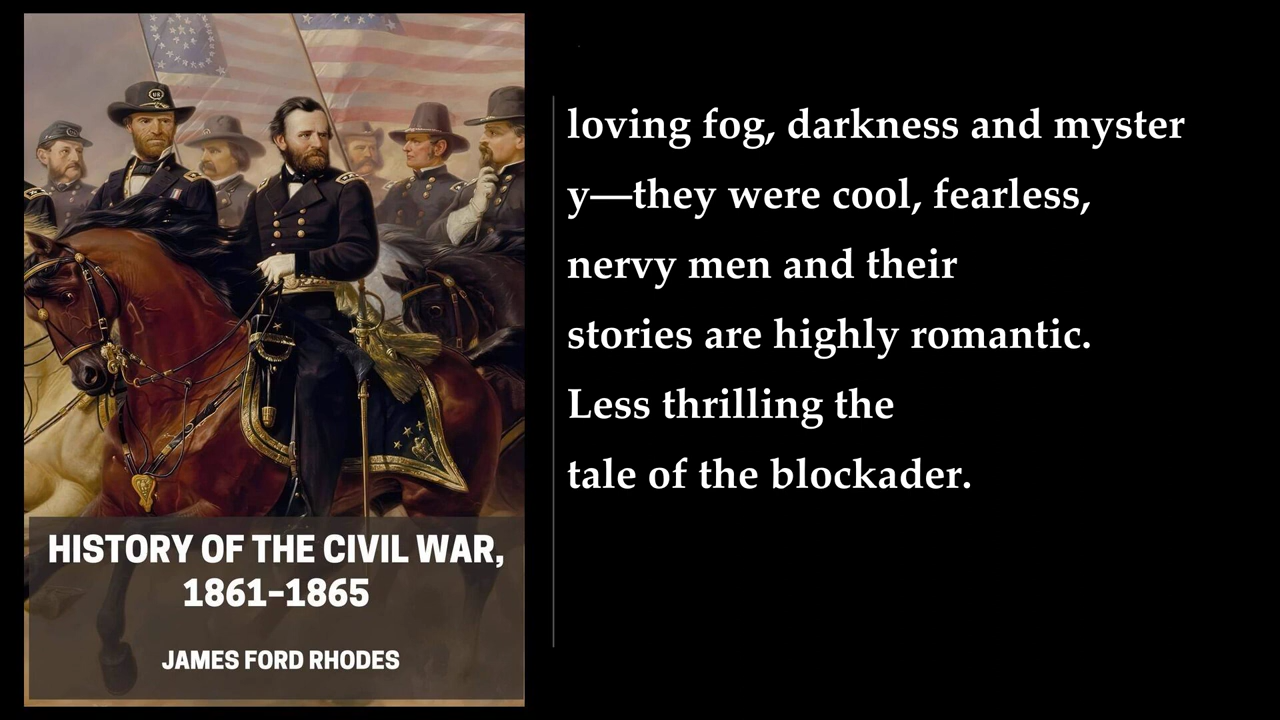 HISTORY OF THE CIVIL WAR,
1861–1865
JAMES FORD RHODES
loving fog, darkness and myster
y—they were cool, fearless,
nervy men and their
stories are highly romantic.
Less thrilling the
tale of the blockader.